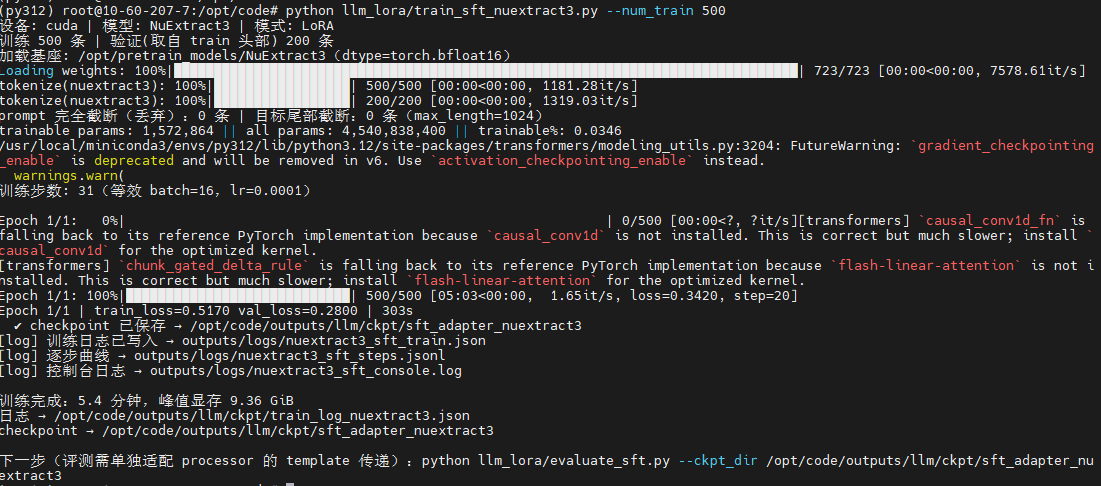 (py312) root@10-60-207-7:/opt/code# python llm_lora/train_sft_nuextract3.py --num_train 500
设备: cuda | 模型: NuExtract3 | 模式: LoRA
训练 500 条 | 验证(取自 train 头部) 200 条
加载基座: /opt/pretrain_models/NuExtract3（dtype=torch.bfloat16）
Loading weights: 100%| | 723/723 [00:00<00:00, 7578.61it/s]
tokenize(nuextract3): 100%| | 500/500 [00:00<00:00, 1181.28it/s]
tokenize(nuextract3): 100%| | 200/200 [00:00<00:00, 1319.03it/s]
prompt 完全截断（丢弃）: 0 条 | 目标尾部截断: 0 条（max_length=1024）
trainable params: 1,572,864 || all params: 4,540,838,400 || trainable%: 0.0346
/usr/local/miniconda3/envs/py312/lib/python3.12/site-packages/transformers/modeling_utils.py:3204: FutureWarning: `gradient_checkpointing
_enable` is deprecated and will be removed in v6. Use `activation_checkpointing_enable` instead.
warnings.warn(
训练步数: 31（等效 batch=16, lr=0.0001）
Epoch 1/1: 0%| | 0/500 [00:00<?, ?it/s][transformers] `causal_conv1d_fn` is
falling back to its reference PyTorch implementation because `causal_conv1d` is not installed. This is correct but much slower; install `
causal_conv1d` for the optimized kernel.
[transformers] `chunk_gated_delta_rule` is falling back to its reference PyTorch implementation because `flash-linear-attention` is not i
nstalled. This is correct but much slower; install `flash-linear-attention` for the optimized kernel.
Epoch 1/1: 100%| | 500/500 [05:03<00:00, 1.65it/s, loss=0.3420, step=20]
Epoch 1/1 | train_loss=0.5170 val_loss=0.2800 | 303s
✔ checkpoint 已保存 → /opt/code/outputs/llm/ckpt/sft_adapter_nuextract3
[log] 训练日志已写入 → outputs/logs/nuextract3_sft_train.json
[log] 逐步曲线 → outputs/logs/nuextract3_sft_steps.jsonl
[log] 控制台日志 → outputs/logs/nuextract3_sft_console.log
训练完成: 5.4 分钟, 峰值显存 9.36 GiB
日志 → /opt/code/outputs/llm/ckpt/train_log_nuextract3.json
checkpoint → /opt/code/outputs/llm/ckpt/sft_adapter_nuextract3
下一步（评测需单独适配 processor 的 template 传递）: python llm_lora/evaluate_sft.py --ckpt_dir /opt/code/outputs/llm/ckpt/sft_adapter_nu
extract3